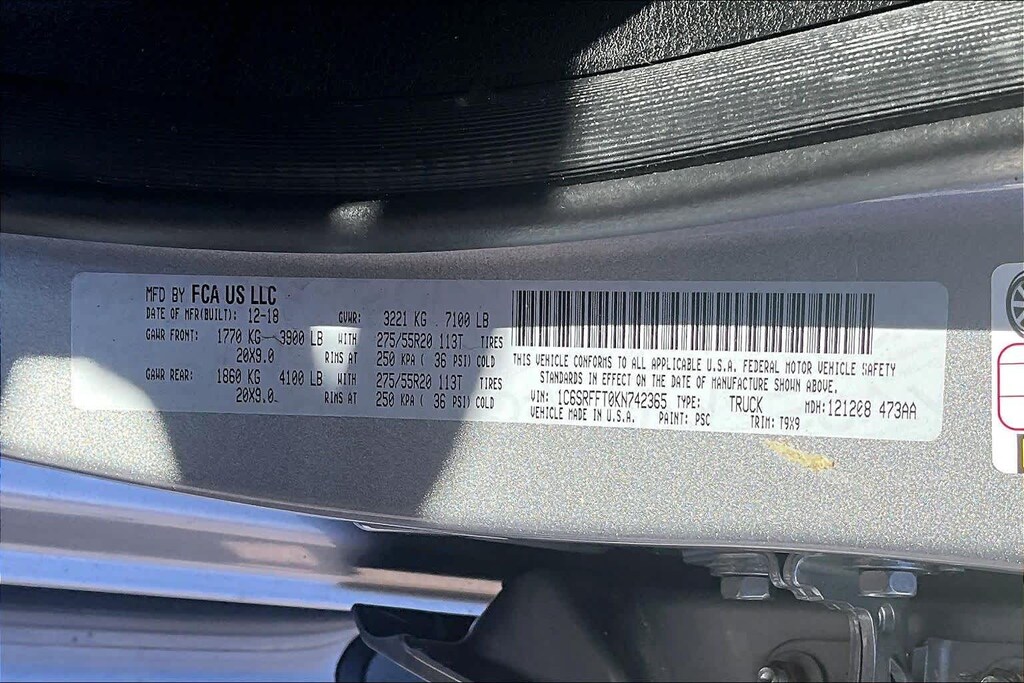 MFD BY FCA US LLC
DATE OF MFR(BUILT): 12-18 GVWR: 3221 KG 7100 LB
GAWR FRONT: 1770 KG 3900 LB WITH 275/55R20 113T TIRES
20X9.0 RIMS AT 250 KPA ( 36 PSI) COLD
GAWR REAR: 1860 KG 4100 LB WITH 275/55R20 113T TIRES
20X9.0 RIMS AT 250 KPA ( 36 PSI) COLD
THIS VEHICLE CONFORMS TO ALL APPLICABLE U.S.A. FEDERAL MOTOR VEHICLE SAFETY
STANDARDS IN EFFECT ON THE DATE OF MANUFACTURE SHOWN ABOVE.
VIN: 1C6SRFFT0KN742365 TYPE: TRUCK MDH: 121208 473AA
VEHICLE MADE IN U.S.A. PAINT: PSC TRIM: T9X9